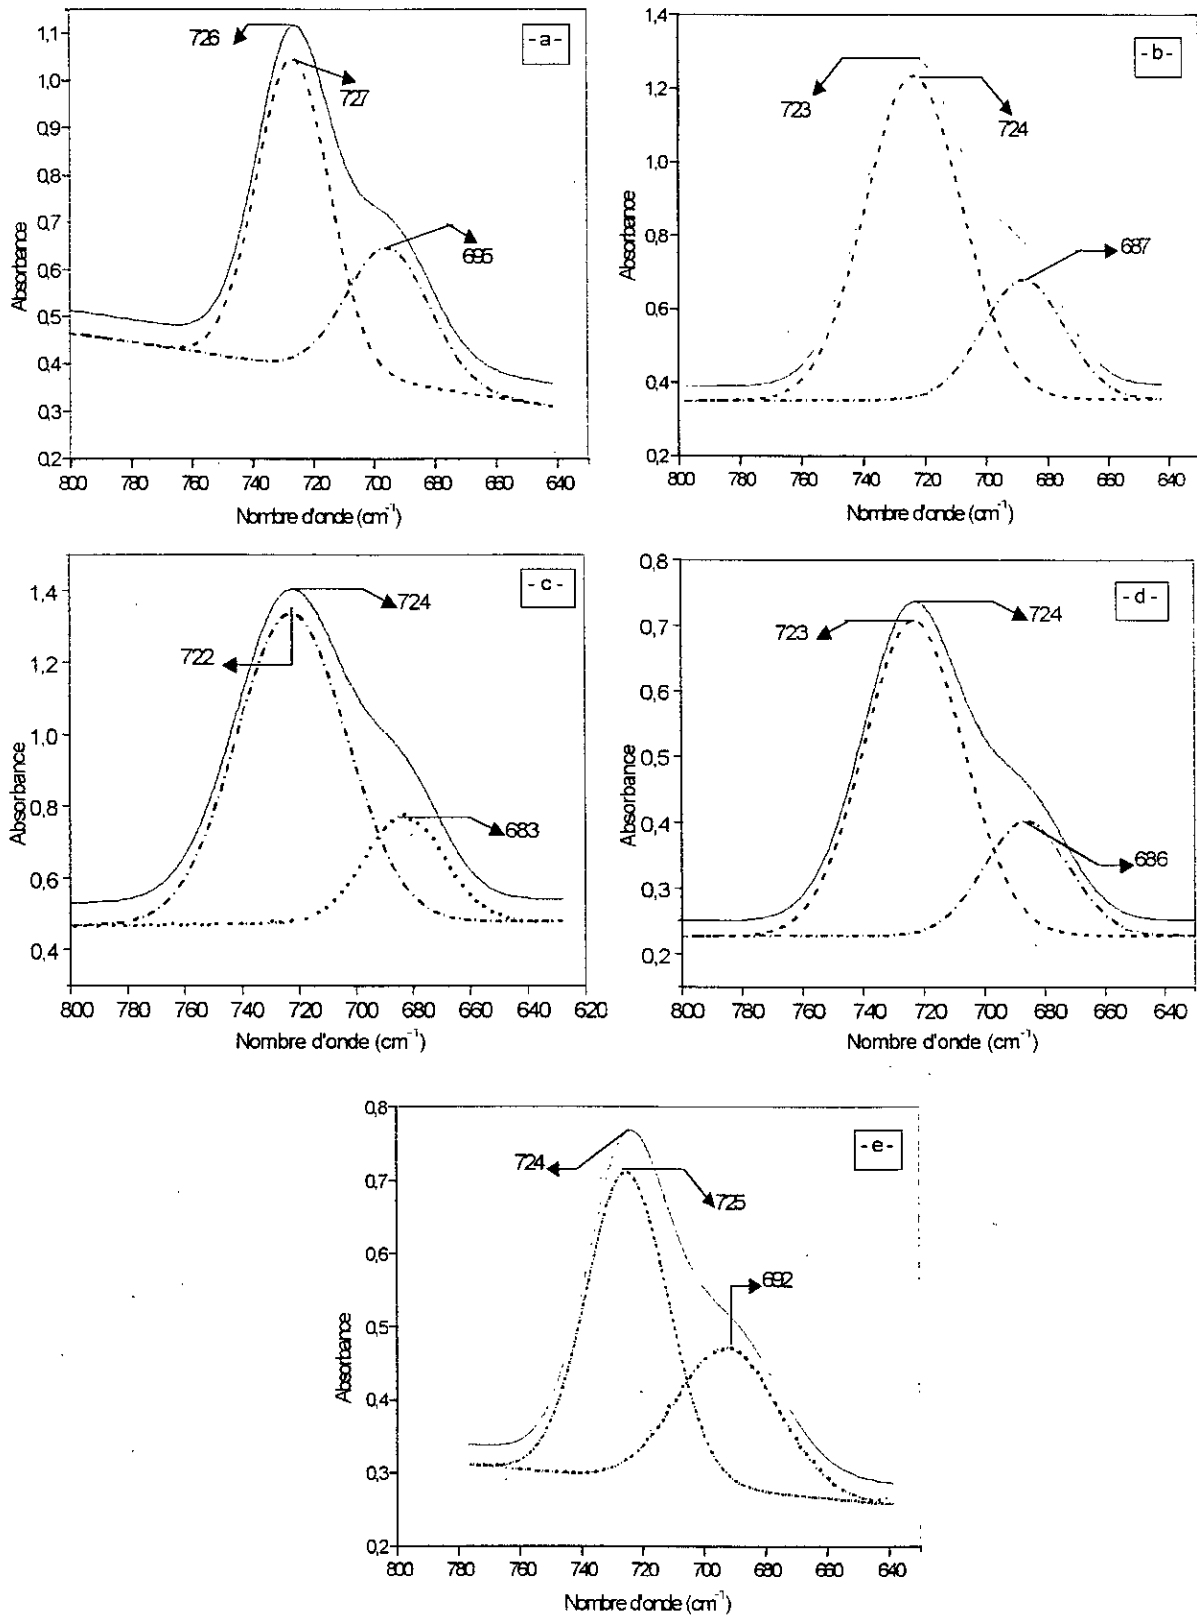 -a-
726
727
695
1,1
1,0
0,9
0,8
0,7
0,6
0,5
0,4
0,3
0,2
Absorbance
800 780 760 740 720 700 680 660 640
Nombre d'onde (cm⁻¹)
-b-
723
724
687
1,4
1,2
1,0
0,8
0,6
0,4
0,2
Absorbance
800 780 760 740 720 700 680 660 640
Nombre d'onde (cm⁻¹)
-c-
724
722
683
1,4
1,2
1,0
0,8
0,6
0,4
Absorbance
800 780 760 740 720 700 680 660 640 620
Nombre d'onde (cm⁻¹)
-d-
724
723
686
0,8
0,7
0,6
0,5
0,4
0,3
0,2
Absorbance
800 780 760 740 720 700 680 660 640
Nombre d'onde (cm⁻¹)
-e-
724
725
692
0,8
0,7
0,6
0,5
0,4
0,3
0,2
Absorbance
800 780 760 740 720 700 680 660 640
Nombre d'onde (cm⁻¹)